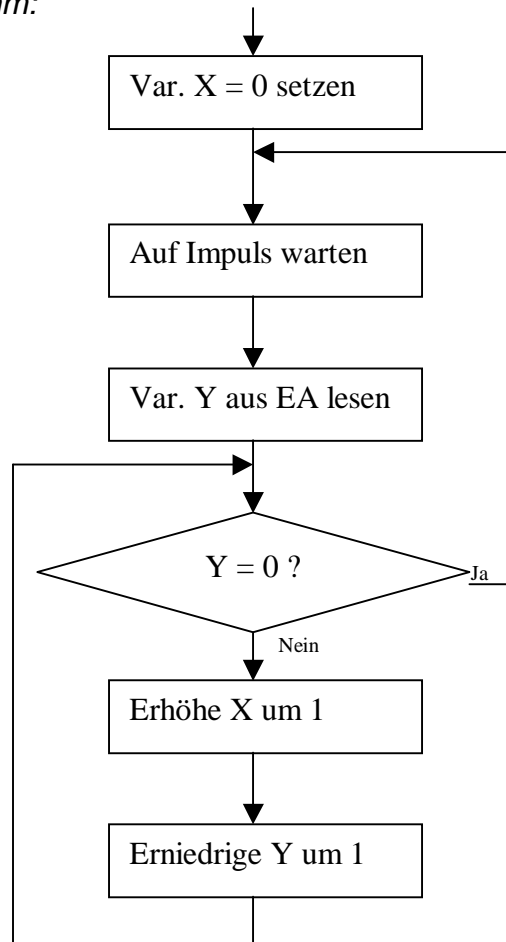 Var. X = 0 setzen
Auf Impuls warten
Var. Y aus EA lesen
Y = 0 ?
Ja
Nein
Erhöhe X um 1
Erniedrige Y um 1